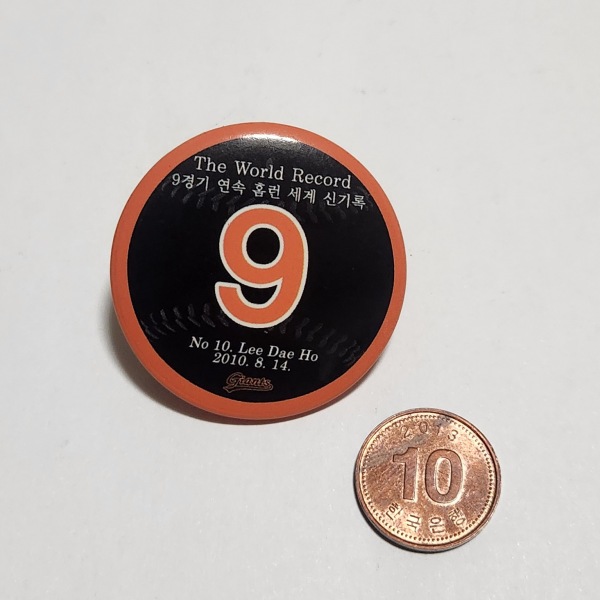 The World Record
9경기 연속 홈런 세계 신기록
9
No 10. Lee Dae Ho
2010. 8. 14.
Giants
2013
10
한국은행